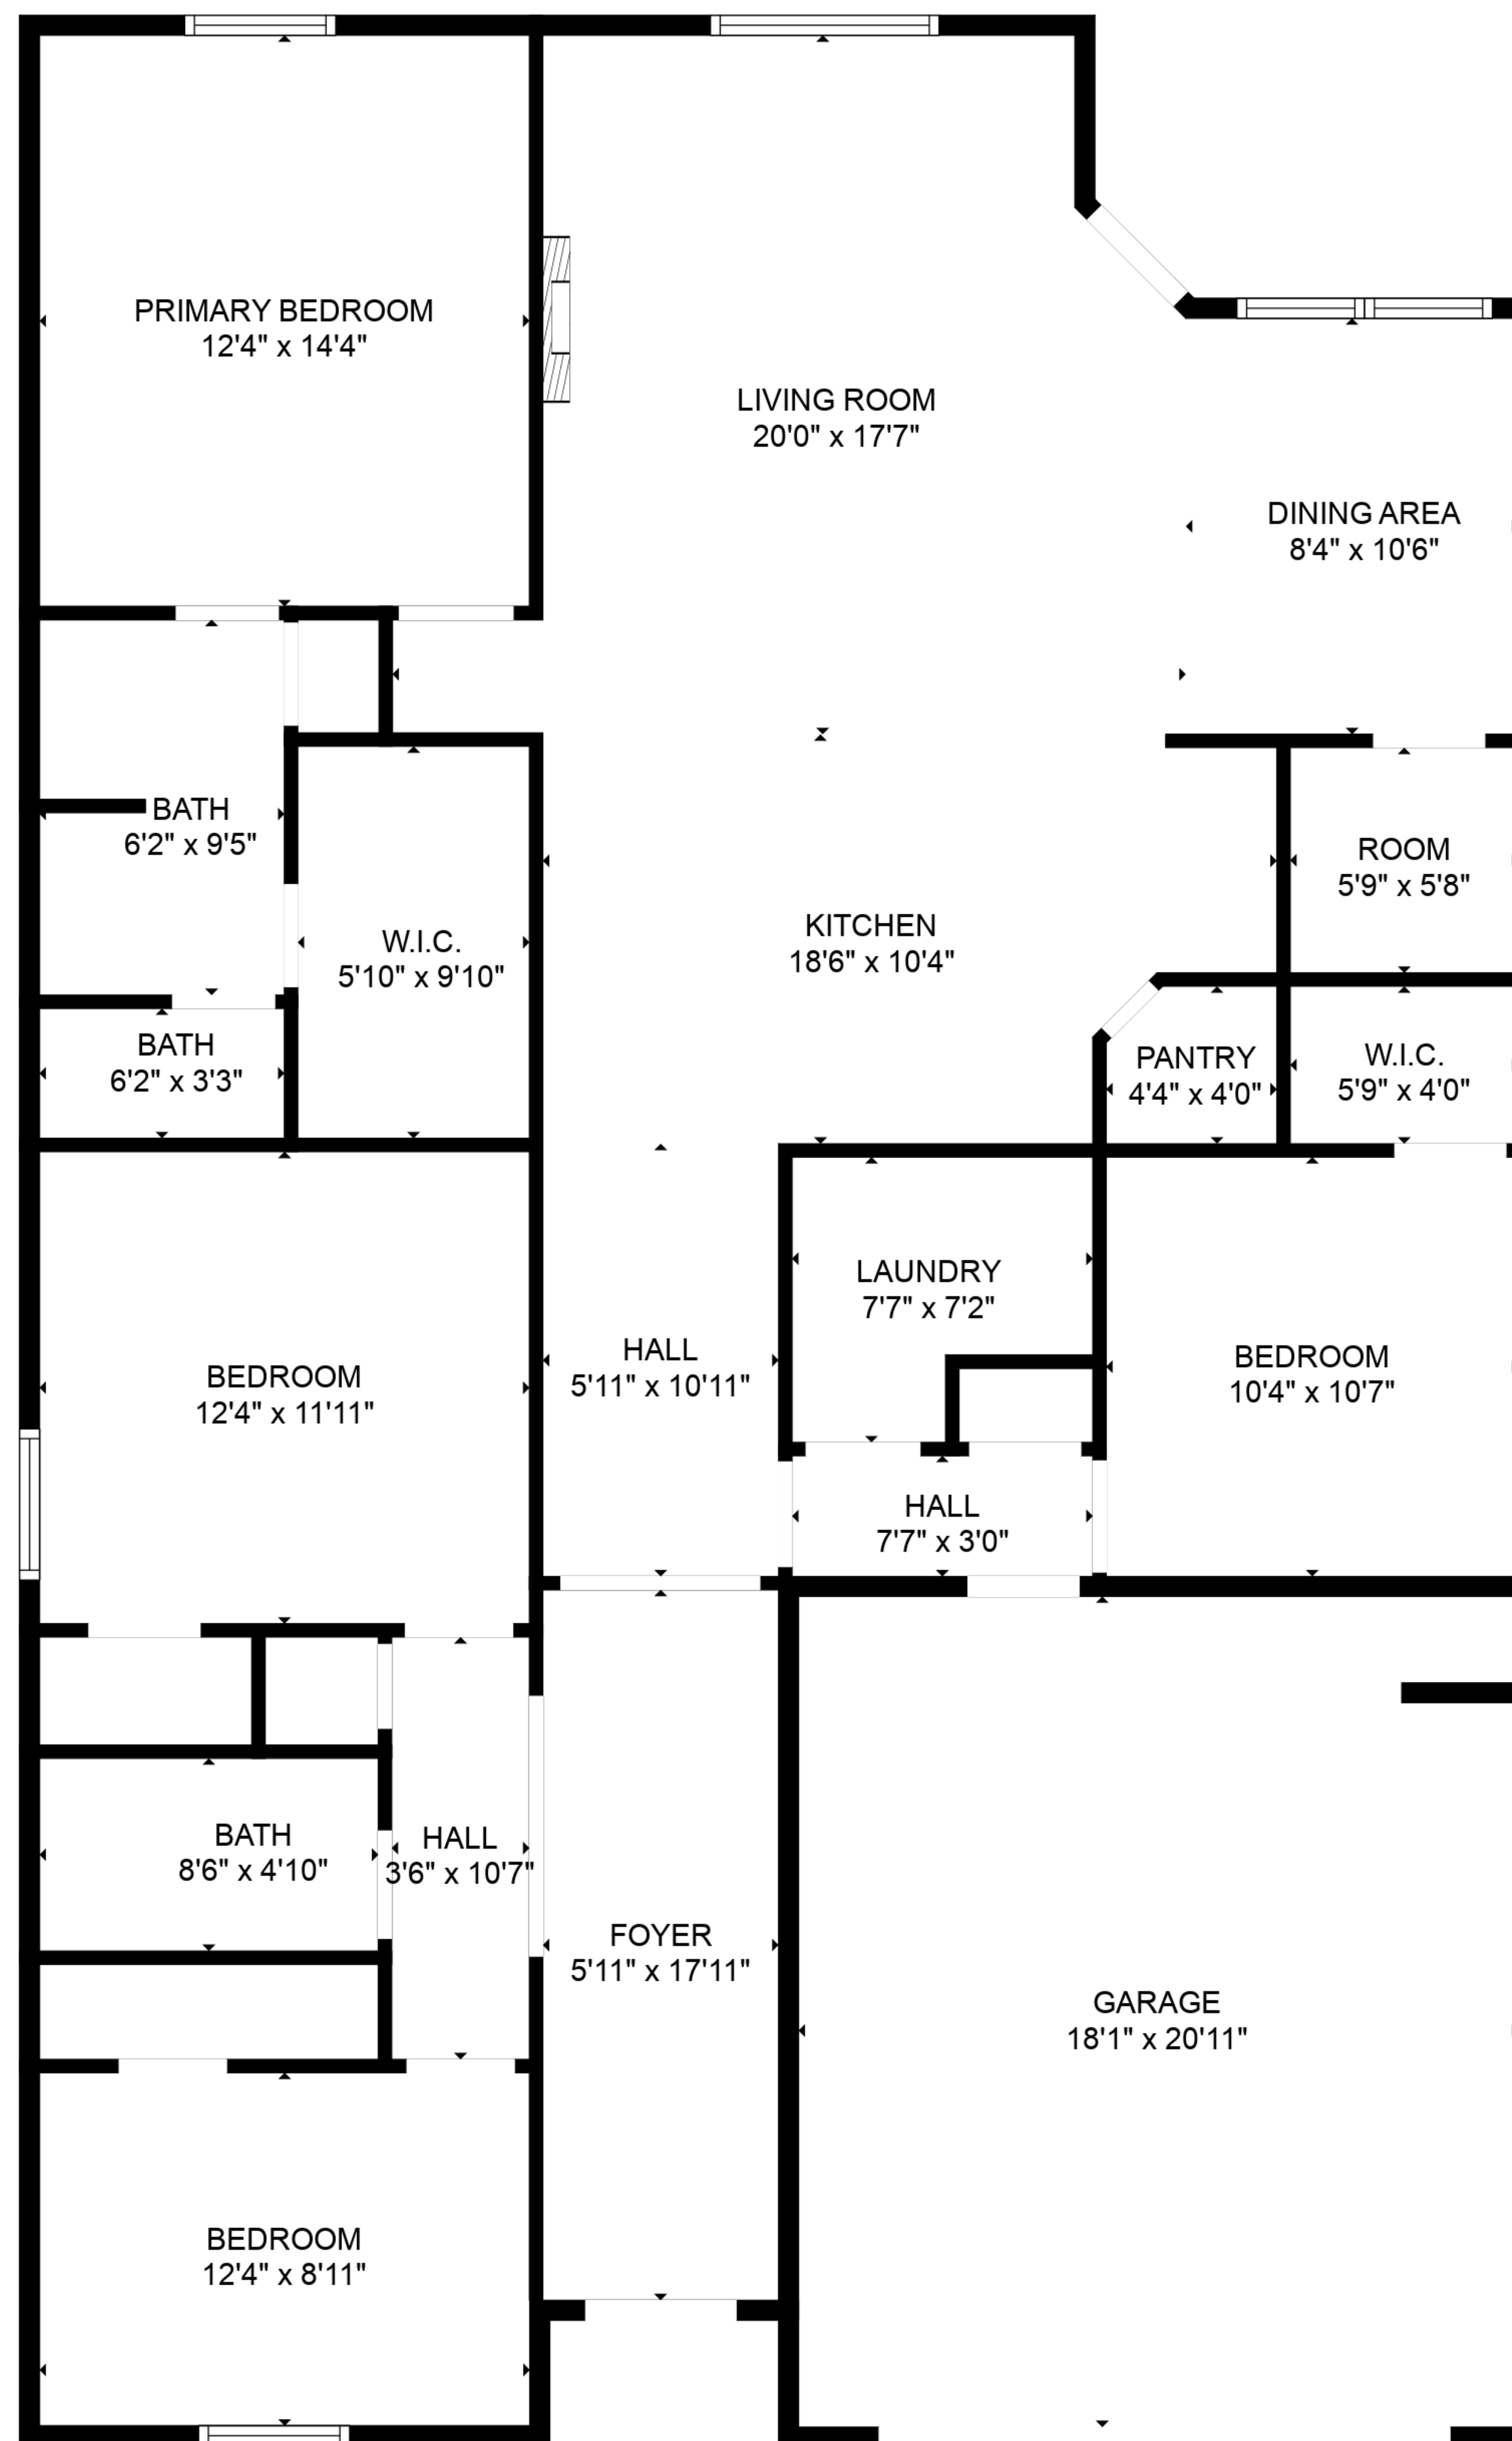 PRIMARY BEDROOM
12'4" x 14'4"
LIVING ROOM
20'0" x 17'7"
DINING AREA
8'4" x 10'6"
BATH
6'2" x 9'5"
ROOM
5'9" x 5'8"
KITCHEN
18'6" x 10'4"
W.I.C.
5'10" x 9'10"
BATH
6'2" x 3'3"
PANTRY
4'4" x 4'0"
W.I.C.
5'9" x 4'0"
LAUNDRY
7'7" x 7'2"
HALL
5'11" x 10'11"
BEDROOM
10'4" x 10'7"
BEDROOM
12'4" x 11'11"
HALL
7'7" x 3'0"
BATH
8'6" x 4'10"
HALL
3'6" x 10'7"
FOYER
5'11" x 17'11"
GARAGE
18'1" x 20'11"
BEDROOM
12'4" x 8'11"